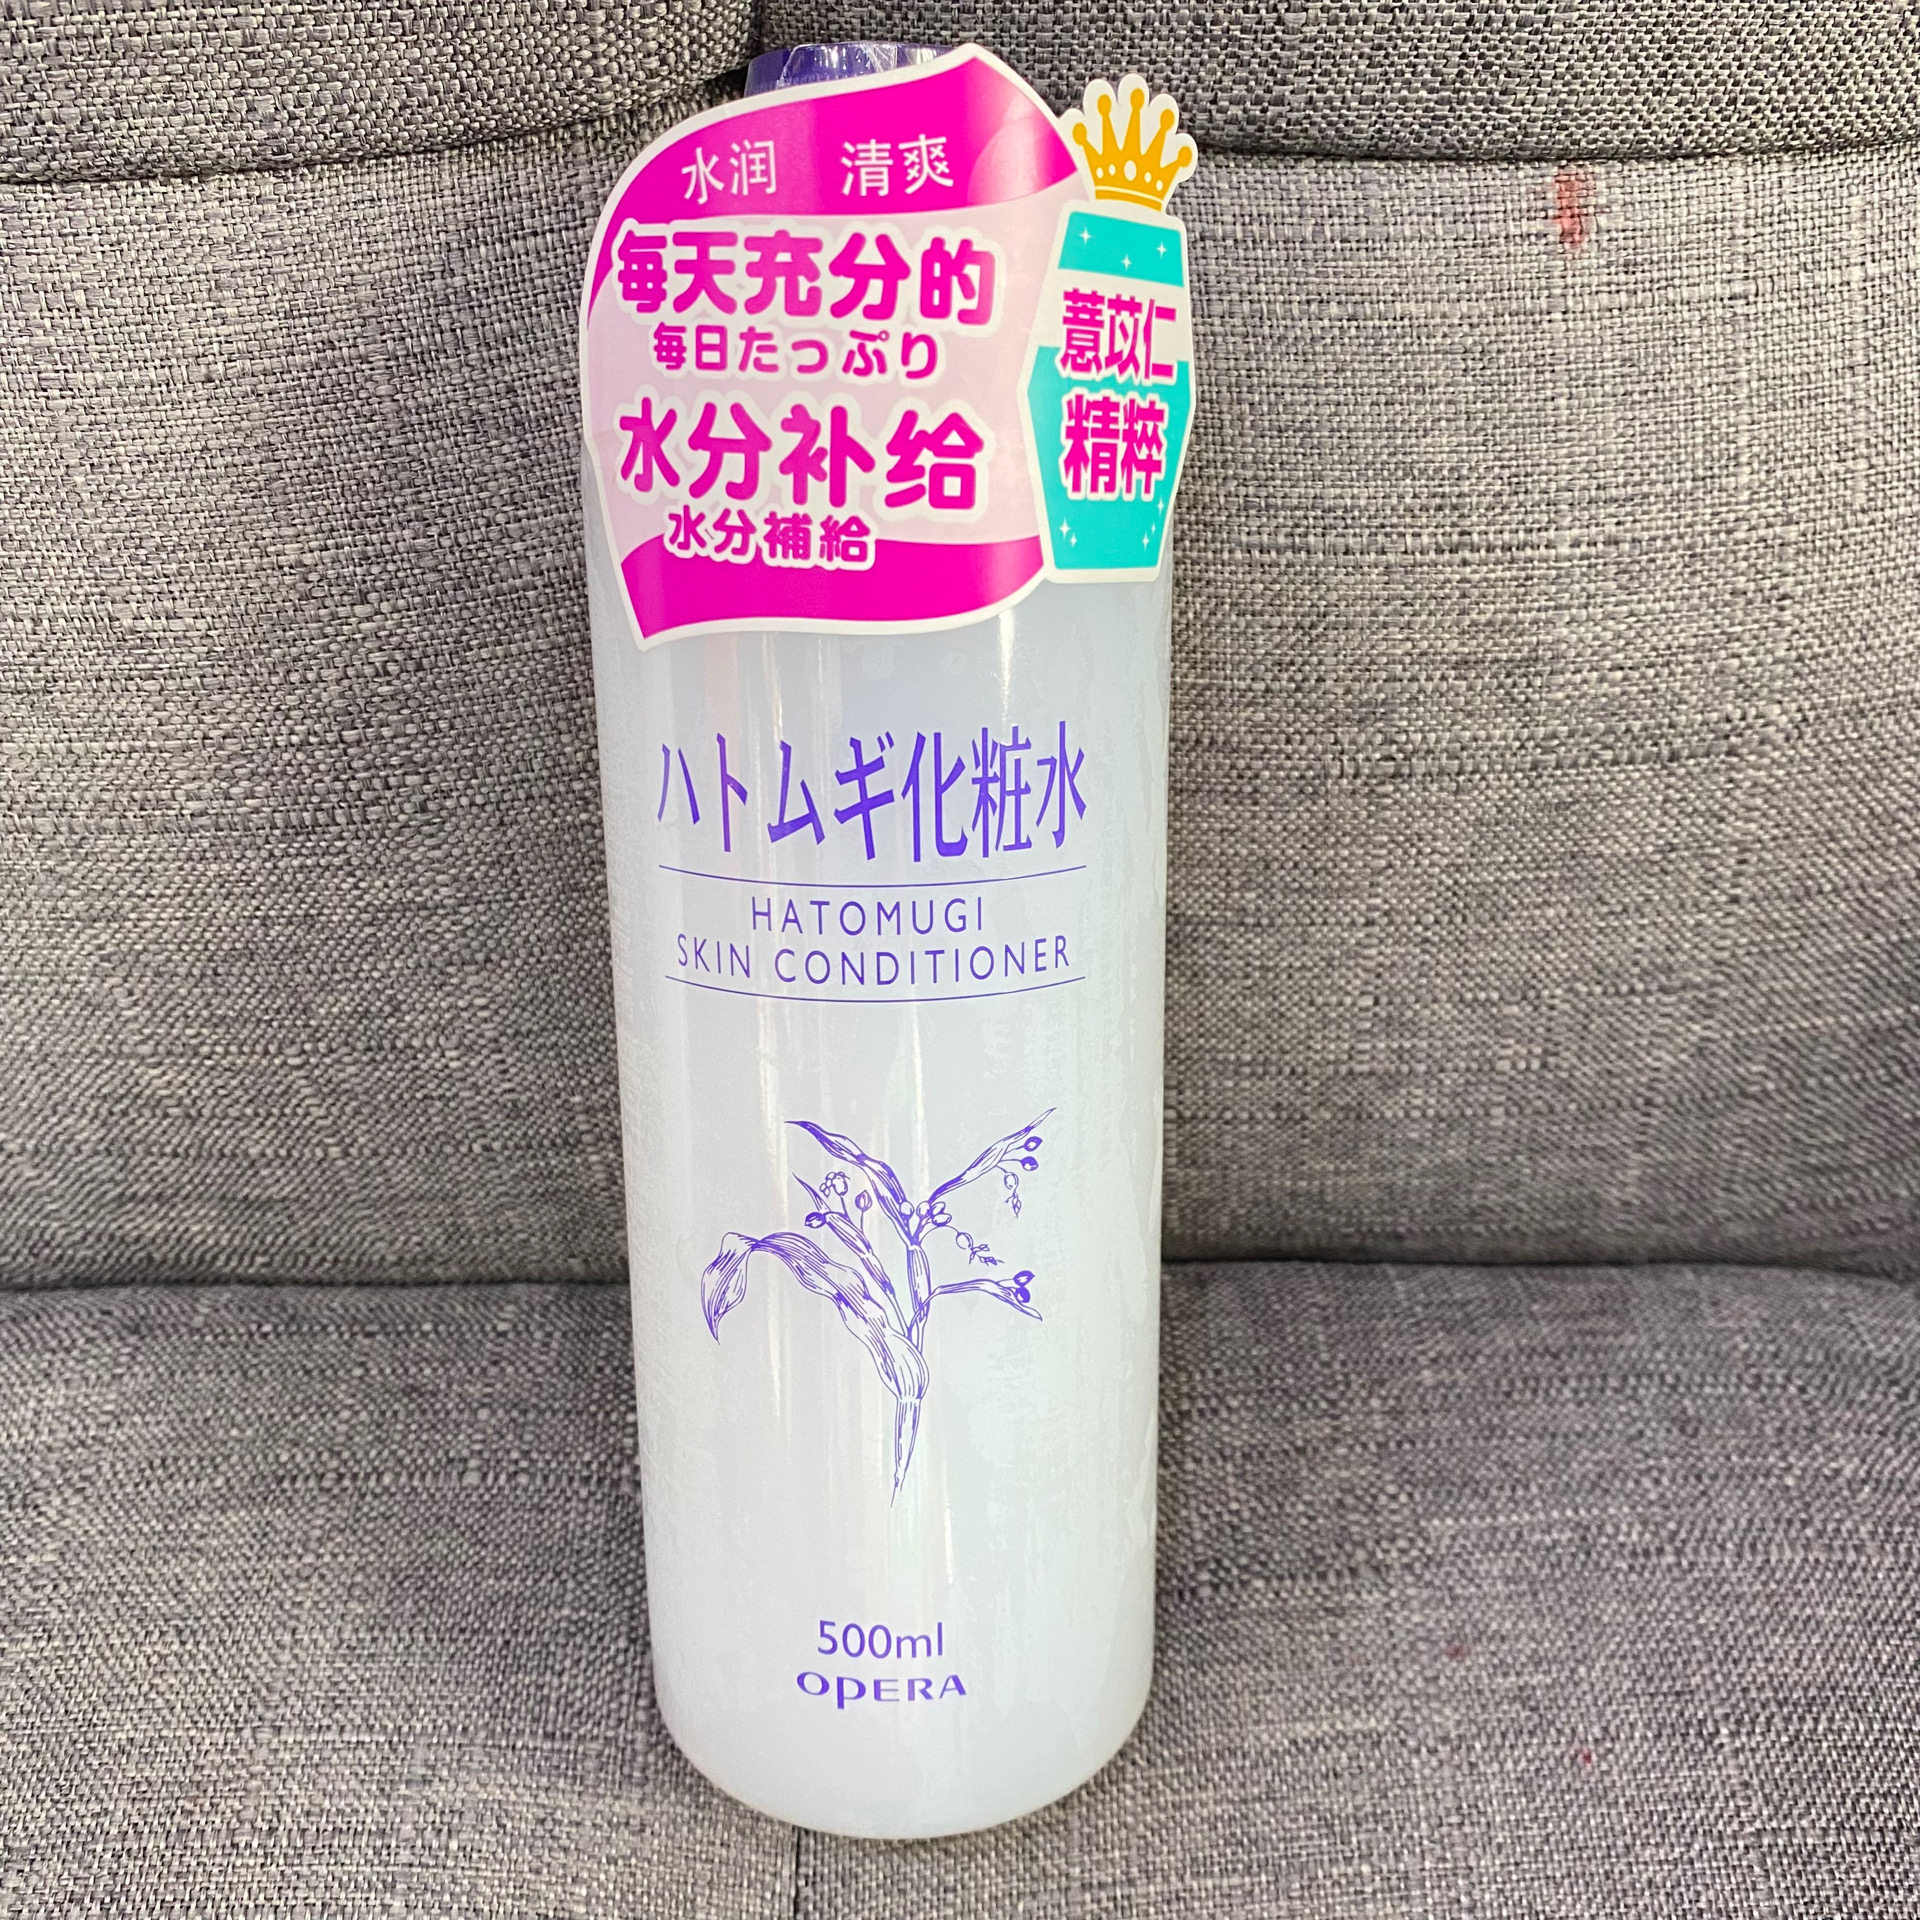 水润 清爽
毎天充分的
毎日たっぷり
水分补给
水分補給
薏苡仁
精粹
ハトムギ化粧水
HATOMUGI
SKIN CONDITIONER
500ml
OPERA